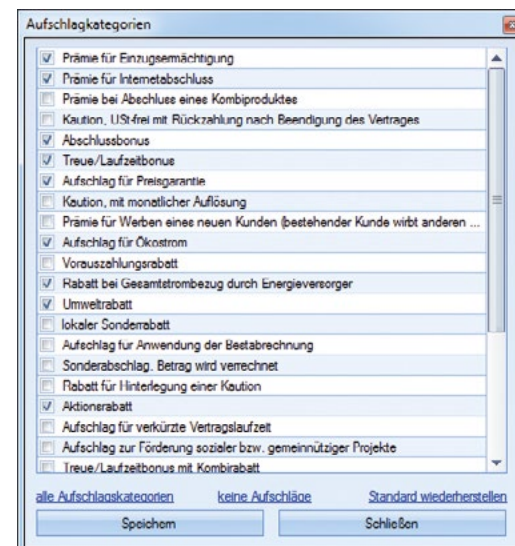 Aufschlagkategorien
Prämie für Einzugsermächtigung
Prämie für Internetabschluss
Prämie bei Abschluss eines Kombiproduktes
Kaution, USt-frei mit Rückzahlung nach Beendigung des Vertrages
Abschlussbonus
Treue/Laufzeitbonus
Aufschlag für Preisgarantie
Kaution, mit monatlicher Auflösung
Prämie für Werben eines neuen Kunden (bestehender Kunde wirbt anderen ...
Aufschlag für Ökostrom
Vorauszahlungsrabatt
Rabatt bei Gesamtstrombezug durch Energieversorger
Umweltrabatt
lokaler Sonderrabatt
Aufschlag für Anwendung der Bestabrechnung
Sonderabschlag. Betrag wird verrechnet
Rabatt für Hinterlegung einer Kaution
Aktionsrabatt
Aufschlag für verkürzte Vertragslaufzeit
Aufschlag zur Förderung sozialer bzw. gemeinnütziger Projekte
Treue/Laufzeitbonus mit Kombirabatt
alle Aufschlagskategorien keine Aufschläge Standard wiederherstellen
Speichern Schließen